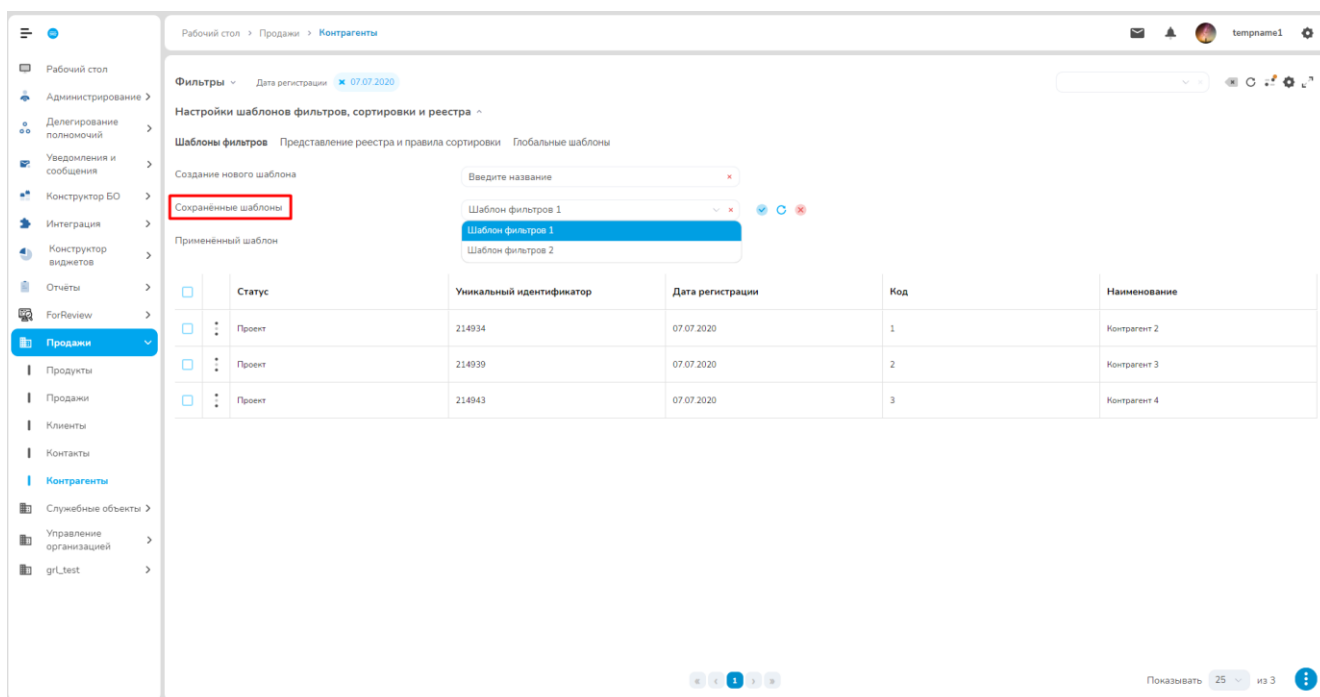 Рабочий стол > Продажи > Контрагенты
tempname1
Рабочий стол
Администрирование
Делегирование
полномочий
Уведомления и
сообщения
Конструктор БО
Интеграция
Конструктор
виджетов
Отчёты
ForReview
Продажи
Продукты
Продажи
Клиенты
Контакты
Контрагенты
Служебные объекты
Управление
организацией
grl_test
Фильтры Дата регистрации × 07.07.2020
Настройки шаблонов фильтров, сортировки и реестра
Шаблоны фильтров Представление реестра и правила сортировки Глобальные шаблоны
Создание нового шаблона Введите название
Сохранённые шаблоны Шаблон фильтров 1
Шаблон фильтров 1
Применённый шаблон
Шаблон фильтров 2
Статус Уникальный идентификатор Дата регистрации Код Наименование
Проект 214934 07.07.2020 1 Контрагент 2
Проект 214939 07.07.2020 2 Контрагент 3
Проект 214943 07.07.2020 3 Контрагент 4
« ‹ 1 › »
Показывать 25 из 3